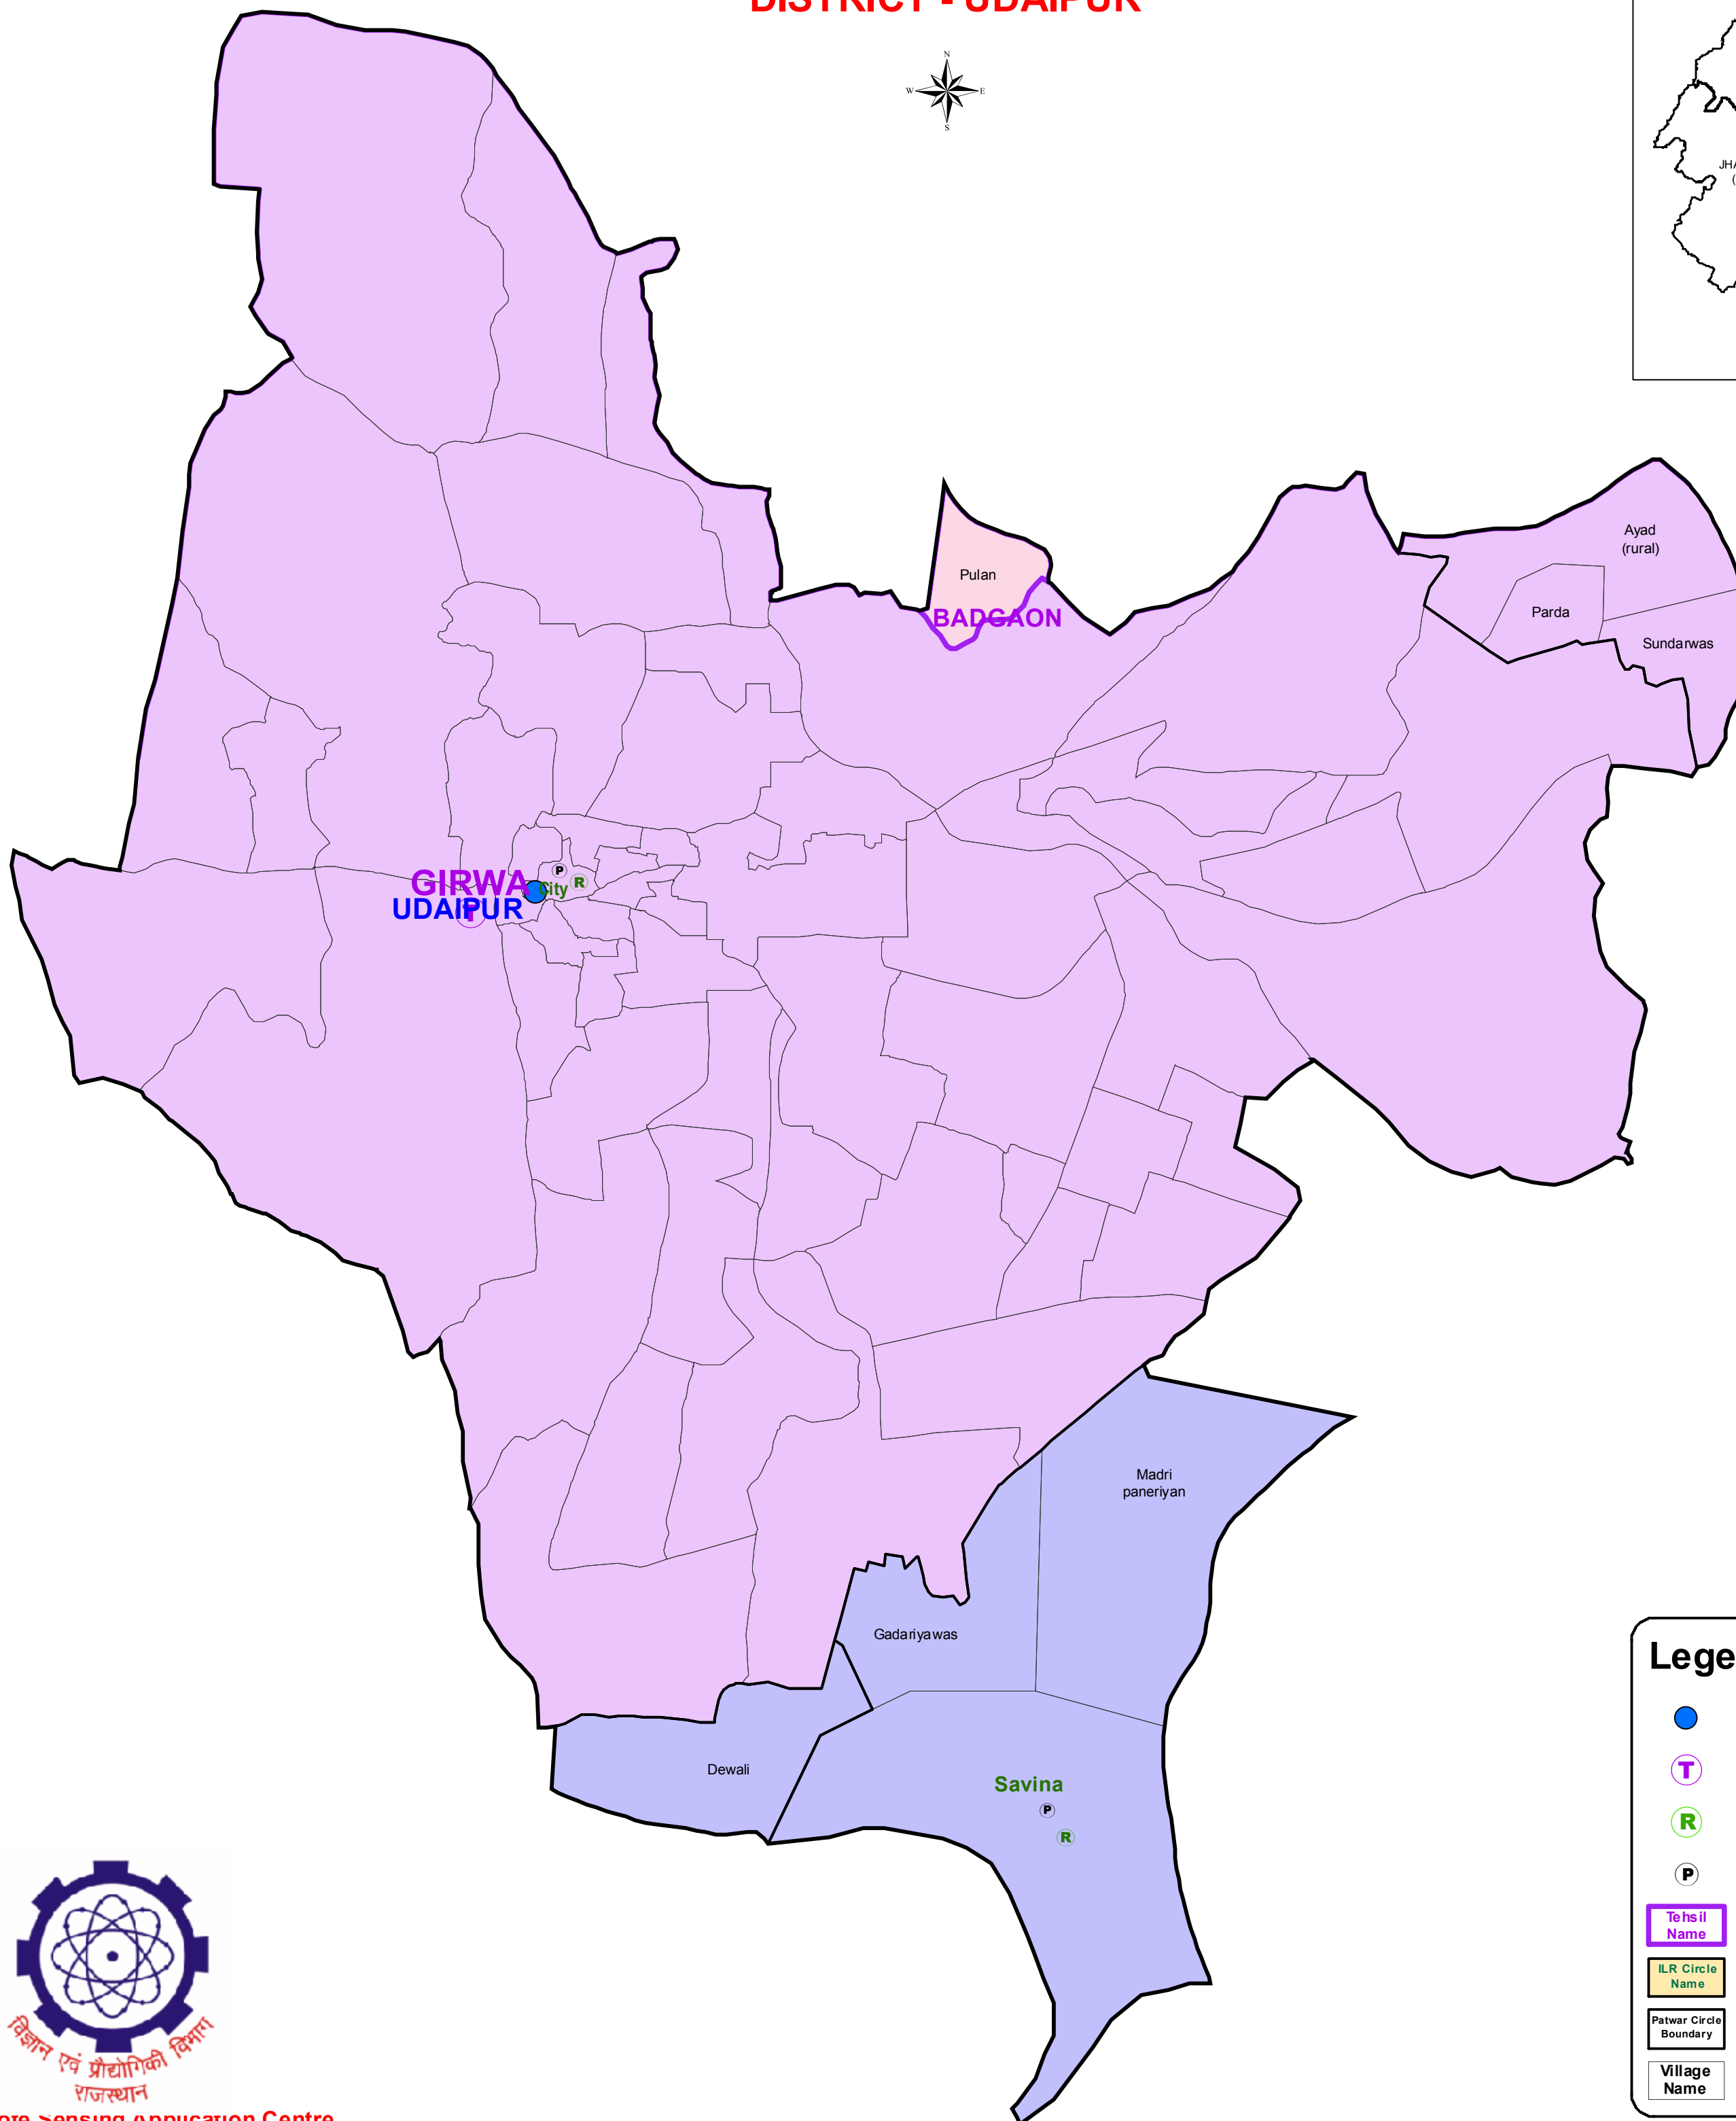 DISTRICT - UDAIPUR
N
W
E
S
Ayad
(rural)
Pulan
BADGAON
Parda
Sundarwas
P
GIRWA
City
R
UDAIPUR
T
Madri
paneriyan
Gadariyawas
Dewali
Savina
P
R
T
R
P
Tehsil
Name
ILR Circle
Name
Patwar Circle
Boundary
Village
Name
विज्ञान एवं प्रौद्योगिकी विभाग
राजस्थान
Sensing Application Centre